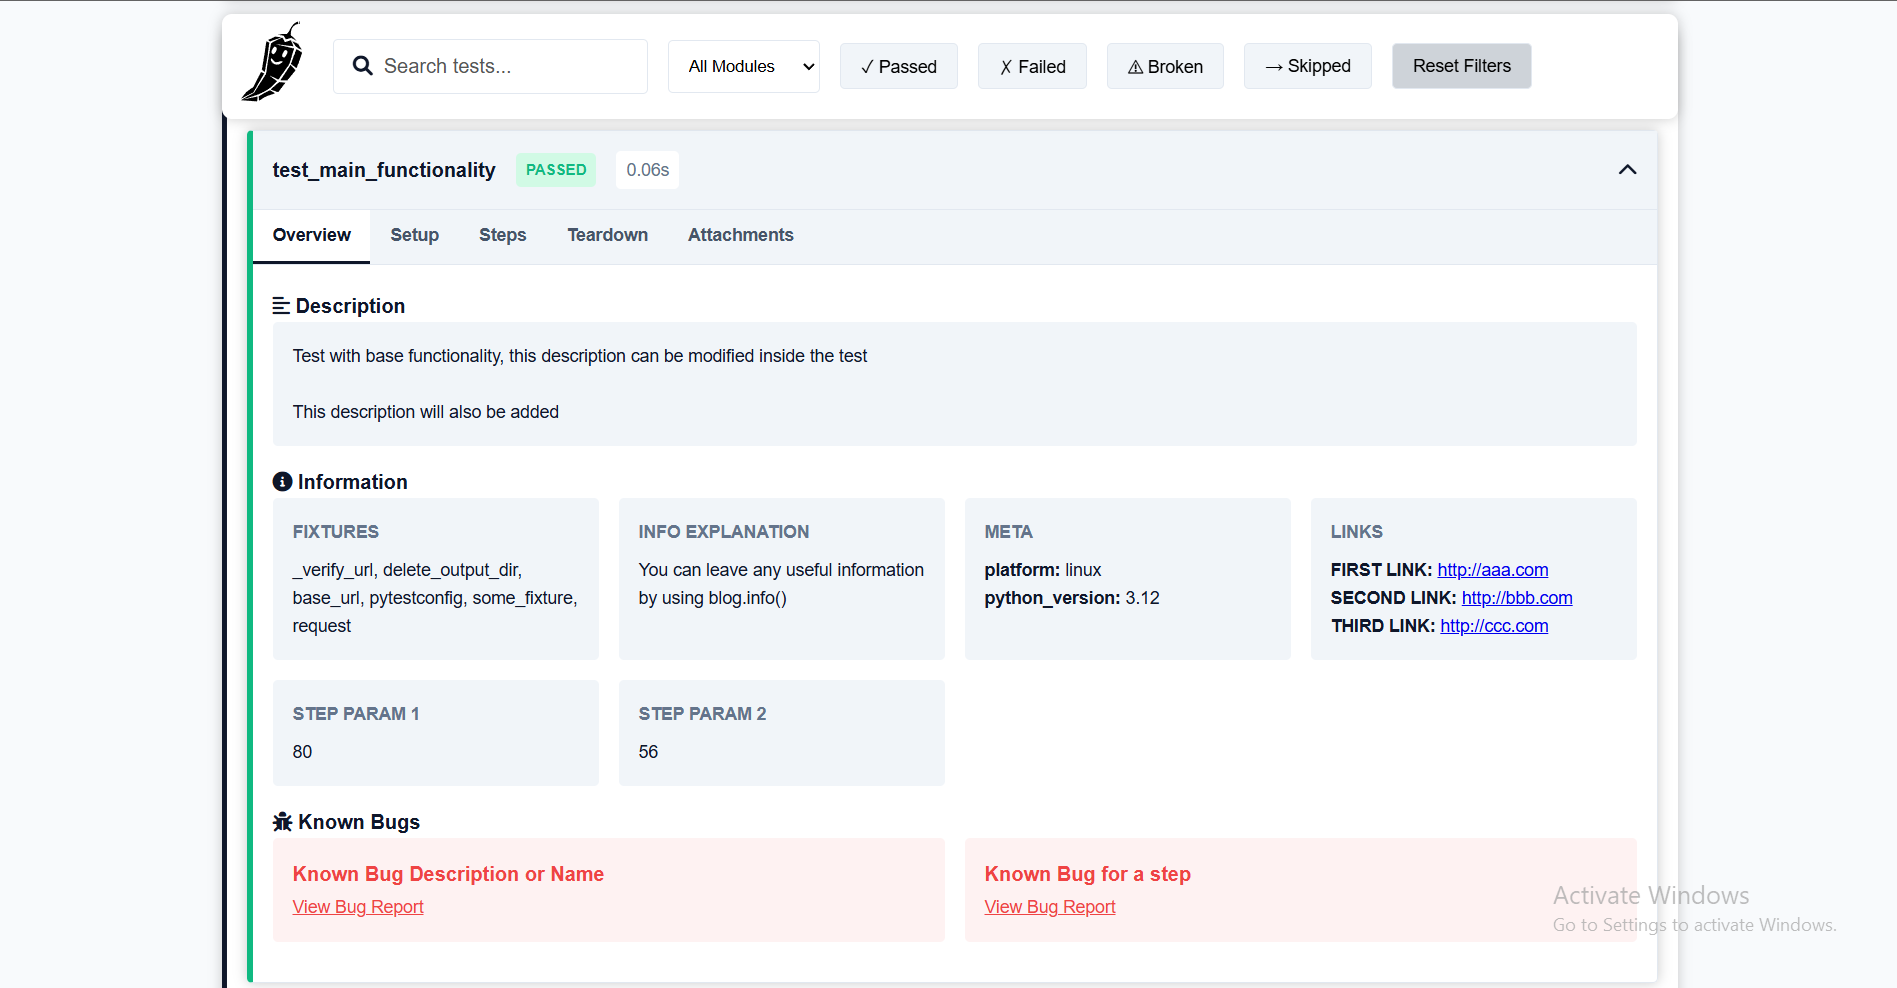 Search tests...
All Modules
✓ Passed
✗ Failed
⚠ Broken
→ Skipped
Reset Filters
test_main_functionality
PASSED
0.06s
Overview
Setup
Steps
Teardown
Attachments
Description
Test with base functionality, this description can be modified inside the test
This description will also be added
Information
FIXTURES
_verify_url, delete_output_dir,
base_url, pytestconfig, some_fixture,
request
INFO EXPLANATION
You can leave any useful information
by using blog.info()
META
platform: linux
python_version: 3.12
LINKS
FIRST LINK: http://aaa.com
SECOND LINK: http://bbb.com
THIRD LINK: http://ccc.com
STEP PARAM 1
80
STEP PARAM 2
56
Known Bugs
Known Bug Description or Name
View Bug Report
Known Bug for a step
View Bug Report
Activate Windows
Go to Settings to activate Windows.